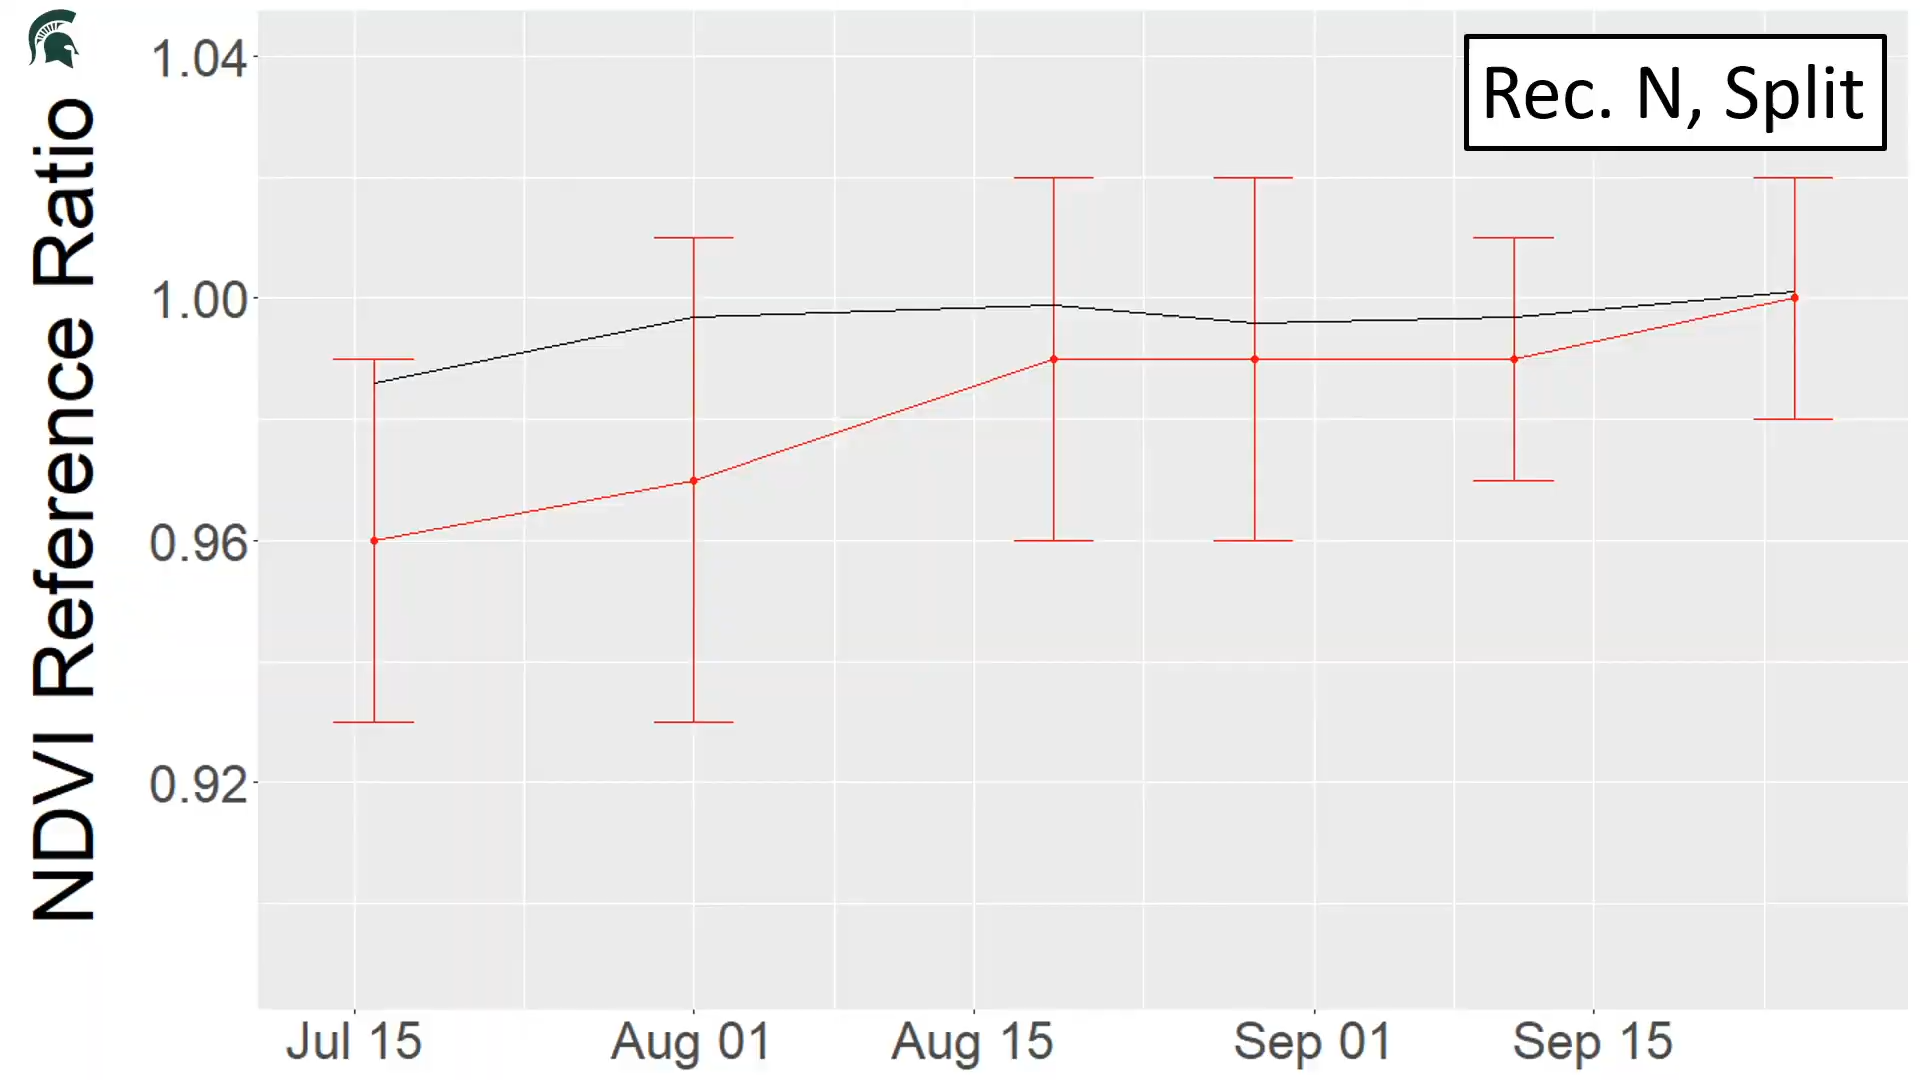 NDVI Reference Ratio
1.04
1.00
0.96
0.92
Rec. N, Split
Jul 15
Aug 01
Aug 15
Sep 01
Sep 15